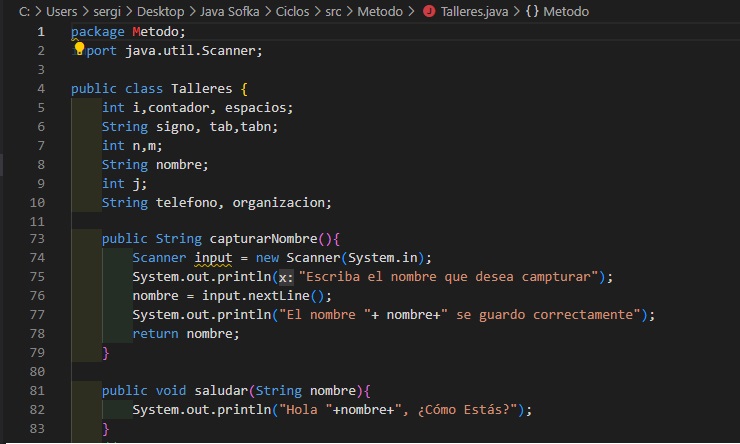 C: > Users > sergi > Desktop > Java Sofka > Ciclos > src > Metodo > Talleres.java > {} Metodo
1 package Metodo;
2 port java.util.Scanner;
3
4 public class Talleres {
5 int i,contador, espacios;
6 String signo, tab,tabn;
7 int n,m;
8 String nombre;
9 int j;
10 String telefono, organizacion;
11
73 public String capturarNombre(){
74 Scanner input = new Scanner(System.in);
75 System.out.println(x: "Escriba el nombre que desea campturar");
76 nombre = input.nextLine();
77 System.out.println("El nombre "+ nombre+" se guardo correctamente");
78 return nombre;
79 }
80
81 public void saludar(String nombre){
82 System.out.println("Hola "+nombre+", ¿Cómo Estás?");
83 }